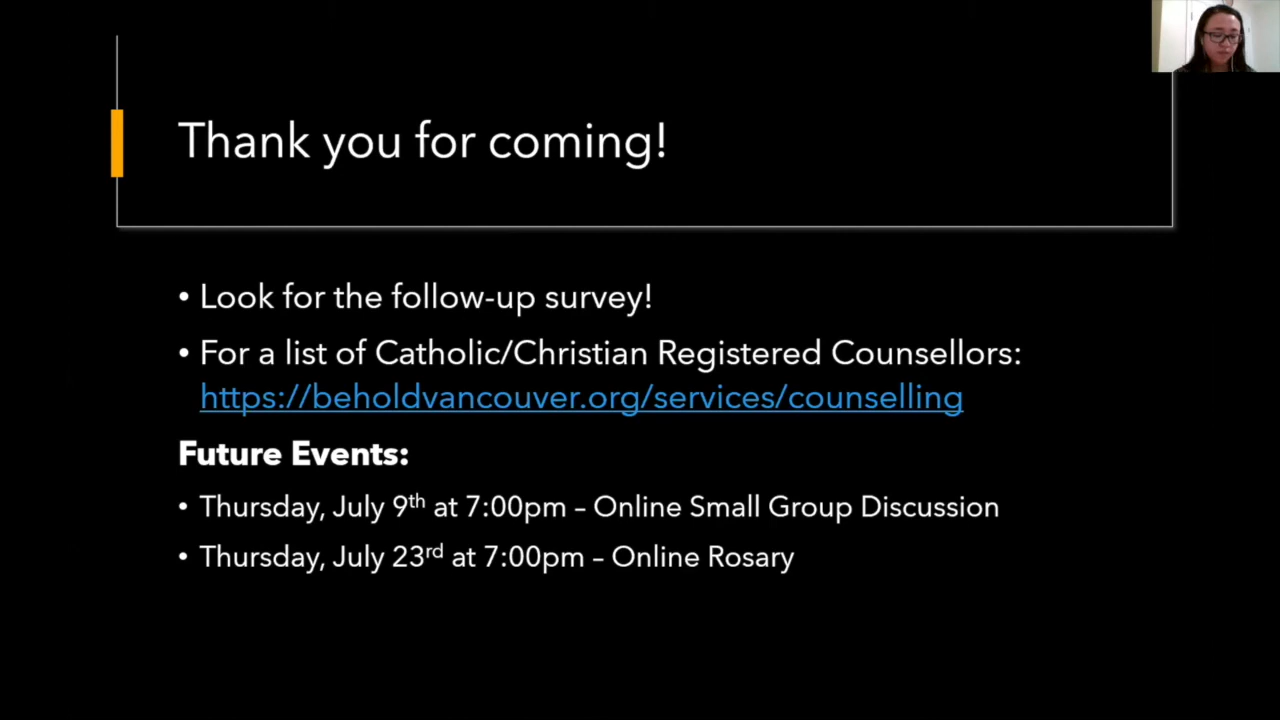 Thank you for coming!
• Look for the follow-up survey!
• For a list of Catholic/Christian Registered Counsellors:
https://beholdvancouver.org/services/counselling
Future Events:
• Thursday, July 9th at 7:00pm – Online Small Group Discussion
• Thursday, July 23rd at 7:00pm – Online Rosary